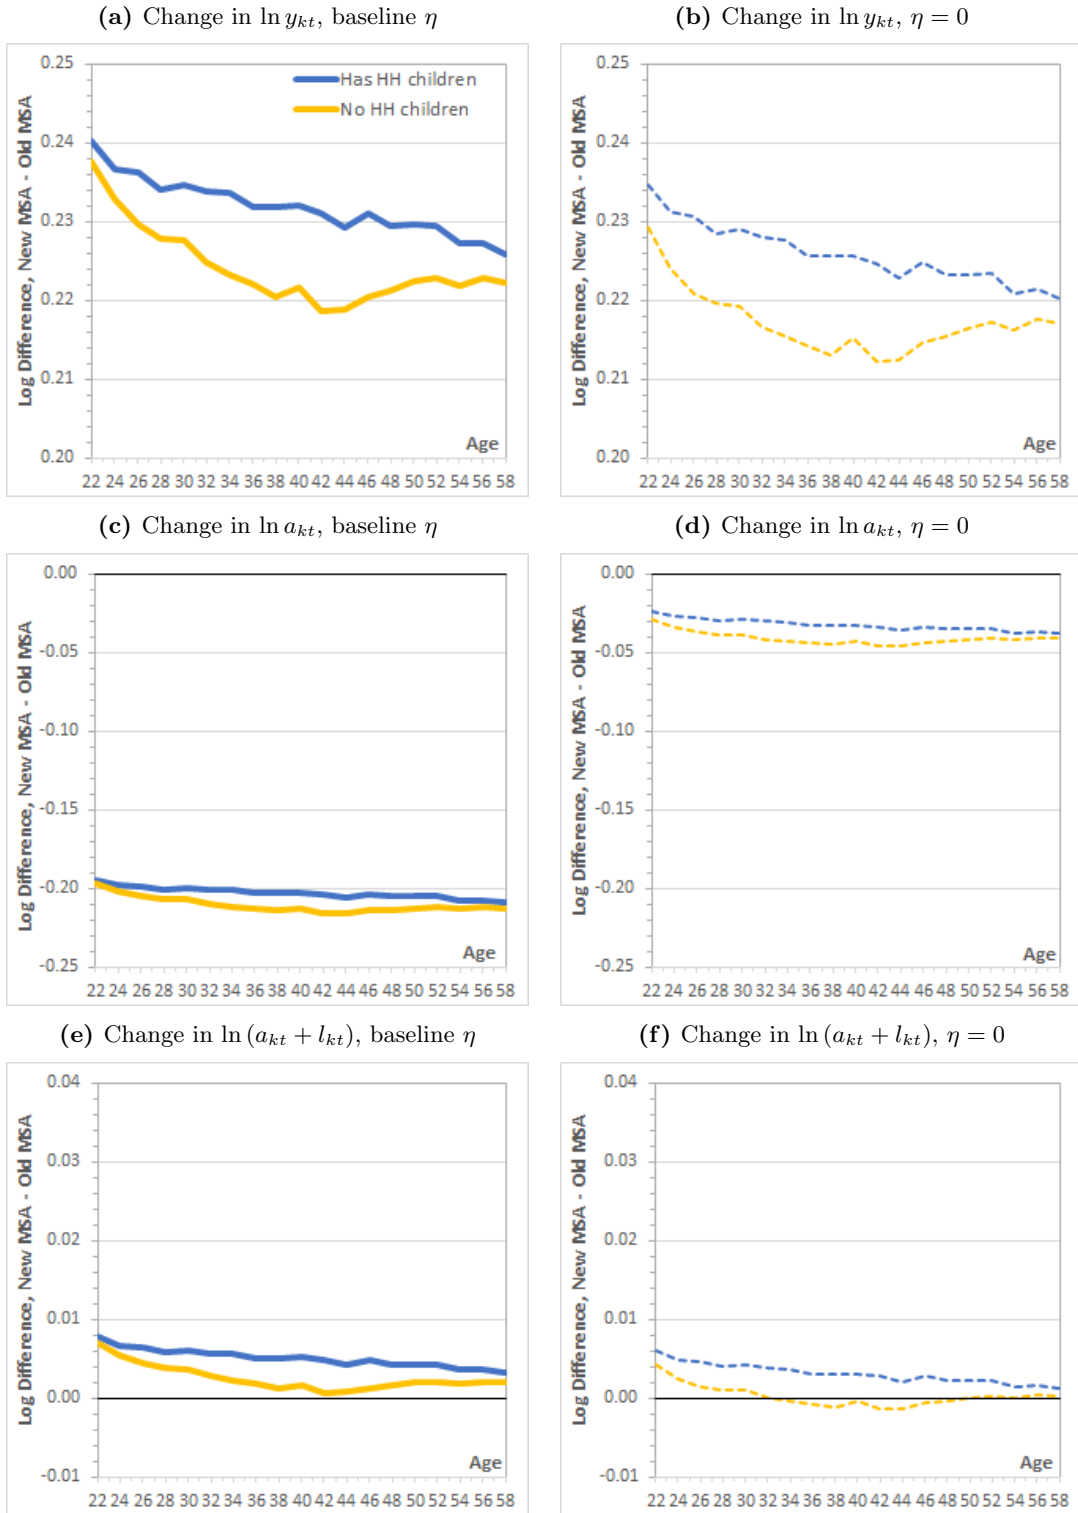 (a) Change in ln y_kt, baseline η
(b) Change in ln y_kt, η = 0
Log Difference, New MSA - Old MSA
0.25
0.24
0.23
0.22
0.21
0.20
Has HH children
No HH children
Age
22 24 26 28 30 32 34 36 38 40 42 44 46 48 50 52 54 56 58
Log Difference, New MSA - Old MSA
0.25
0.24
0.23
0.22
0.21
0.20
Age
22 24 26 28 30 32 34 36 38 40 42 44 46 48 50 52 54 56 58
(c) Change in ln a_kt, baseline η
(d) Change in ln a_kt, η = 0
Log Difference, New MSA - Old MSA
0.00
-0.05
-0.10
-0.15
-0.20
-0.25
Age
22 24 26 28 30 32 34 36 38 40 42 44 46 48 50 52 54 56 58
Log Difference, New MSA - Old MSA
0.00
-0.05
-0.10
-0.15
-0.20
-0.25
Age
22 24 26 28 30 32 34 36 38 40 42 44 46 48 50 52 54 56 58
(e) Change in ln (a_kt + l_kt), baseline η
(f) Change in ln (a_kt + l_kt), η = 0
Log Difference, New MSA - Old MSA
0.04
0.03
0.02
0.01
0.00
-0.01
Age
22 24 26 28 30 32 34 36 38 40 42 44 46 48 50 52 54 56 58
Log Difference, New MSA - Old MSA
0.04
0.03
0.02
0.01
0.00
-0.01
Age
22 24 26 28 30 32 34 36 38 40 42 44 46 48 50 52 54 56 58